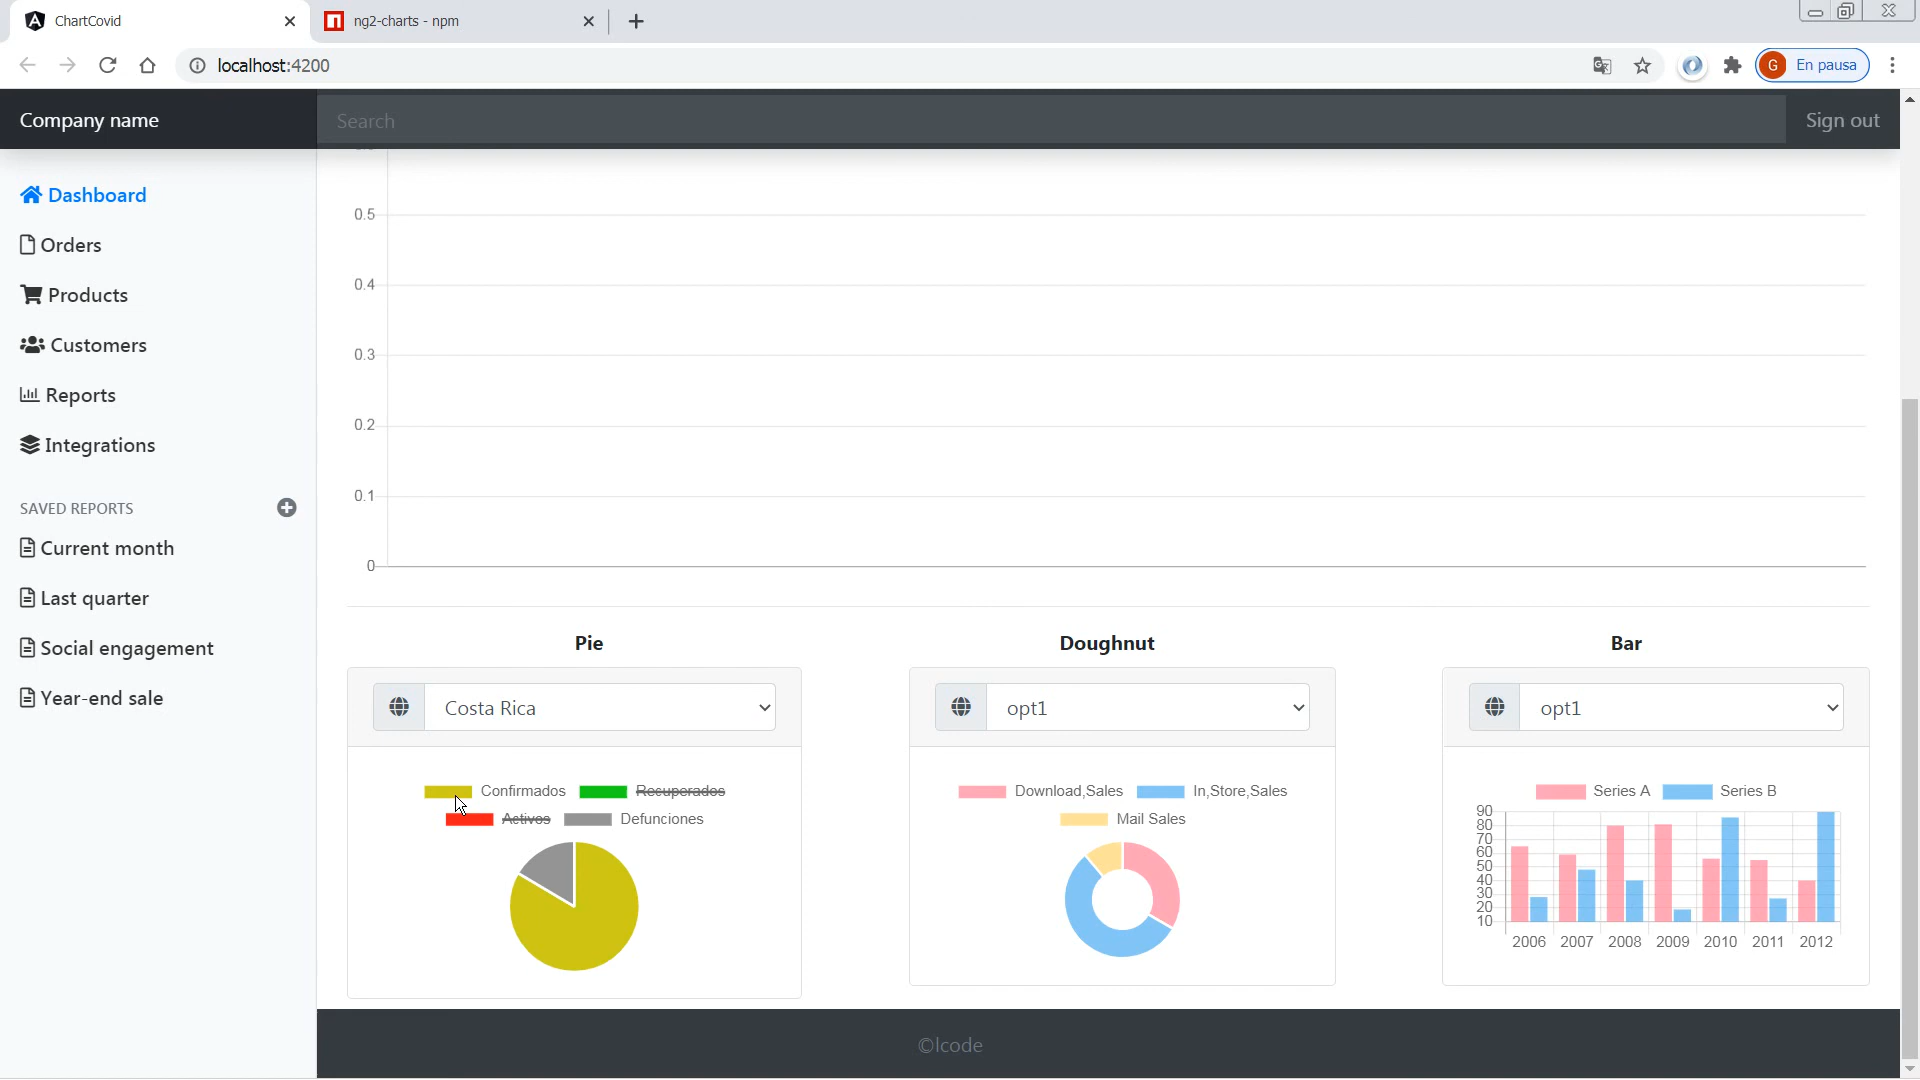 ChartCovid
ng2-charts - npm
localhost:4200
G
En pausa
Company name
Search
Sign out
Dashboard
Orders
Products
Customers
Reports
Integrations
SAVED REPORTS
Current month
Last quarter
Social engagement
Year-end sale
0.5
0.4
0.3
0.2
0.1
0
Pie
Costa Rica
Confirmados
Recuperados
Activos
Defunciones
Doughnut
opt1
Download,Sales
In,Store,Sales
Mail Sales
Bar
opt1
Series A
Series B
90
80
70
60
50
40
30
20
10
2006 2007 2008 2009 2010 2011 2012
©lcode